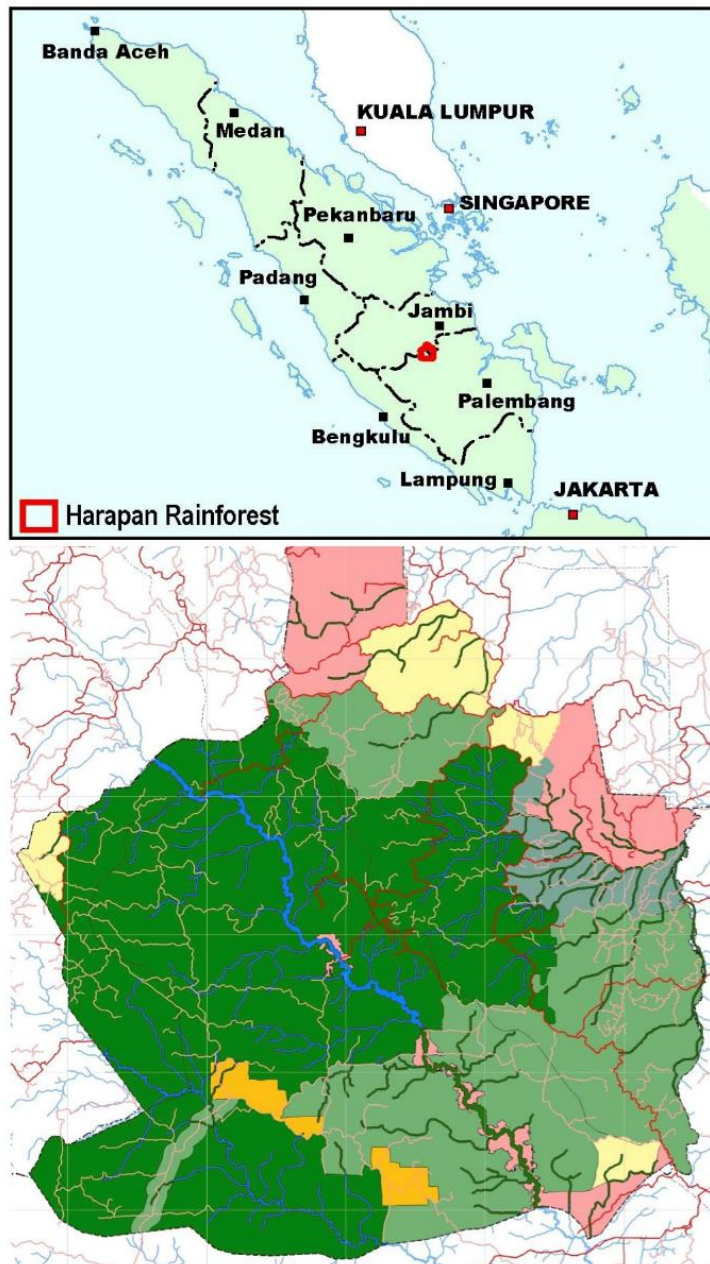 Banda Aceh
Medan
KUALA LUMPUR
SINGAPORE
Pekanbaru
Padang
Jambi
Palembang
Bengkulu
Lampung
JAKARTA
Harapan Rainforest